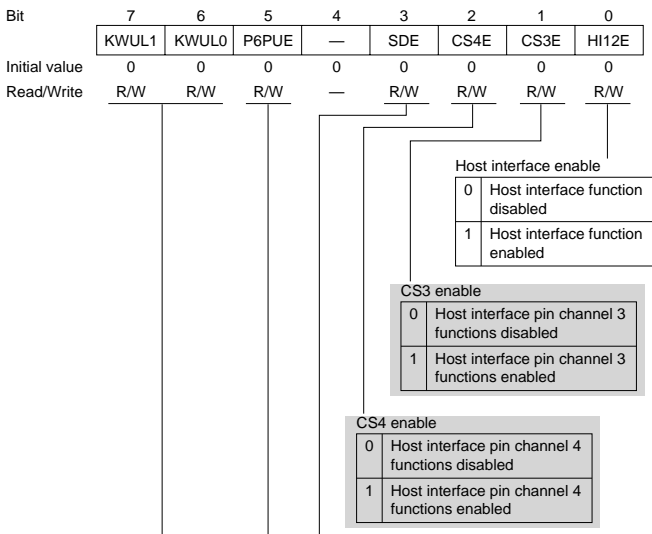 Bit 7 6 5 4 3 2 1 0
KWUL1 KWUL0 P6PUE — SDE CS4E CS3E HI12E
Initial value 0 0 0 0 0 0 0 0
Read/Write R/W R/W R/W — R/W R/W R/W R/W
Host interface enable
0 Host interface function
disabled
1 Host interface function
enabled
CS3 enable
0 Host interface pin channel 3
functions disabled
1 Host interface pin channel 3
functions enabled
CS4 enable
0 Host interface pin channel 4
functions disabled
1 Host interface pin channel 4
functions enabled